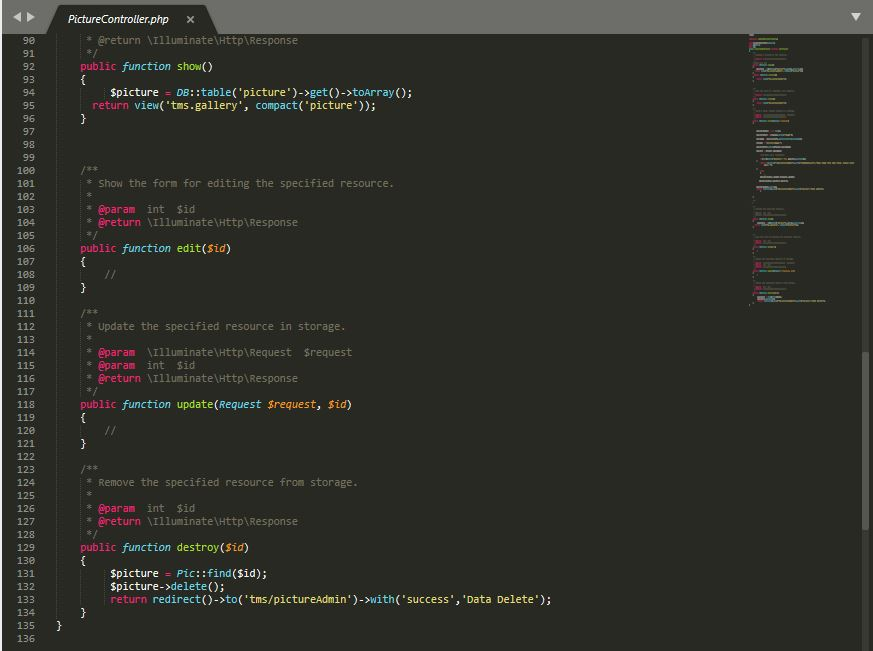 PictureController.php ×
90 * @return \Illuminate\Http\Response
91 */
92 public function show()
93 {
94 $picture = DB::table('picture')->get()->toArray();
95 return view('tms.gallery', compact('picture'));
96 }
97
98
99
100 /**
101 * Show the form for editing the specified resource.
102 *
103 * @param int $id
104 * @return \Illuminate\Http\Response
105 */
106 public function edit($id)
107 {
108 //
109 }
110
111 /**
112 * Update the specified resource in storage.
113 *
114 * @param \Illuminate\Http\Request $request
115 * @param int $id
116 * @return \Illuminate\Http\Response
117 */
118 public function update(Request $request, $id)
119 {
120 //
121 }
122
123 /**
124 * Remove the specified resource from storage.
125 *
126 * @param int $id
127 * @return \Illuminate\Http\Response
128 */
129 public function destroy($id)
130 {
131 $picture = Pic::find($id);
132 $picture->delete();
133 return redirect()->to('tms/pictureAdmin')->with('success','Data Delete');
134 }
135 }
136